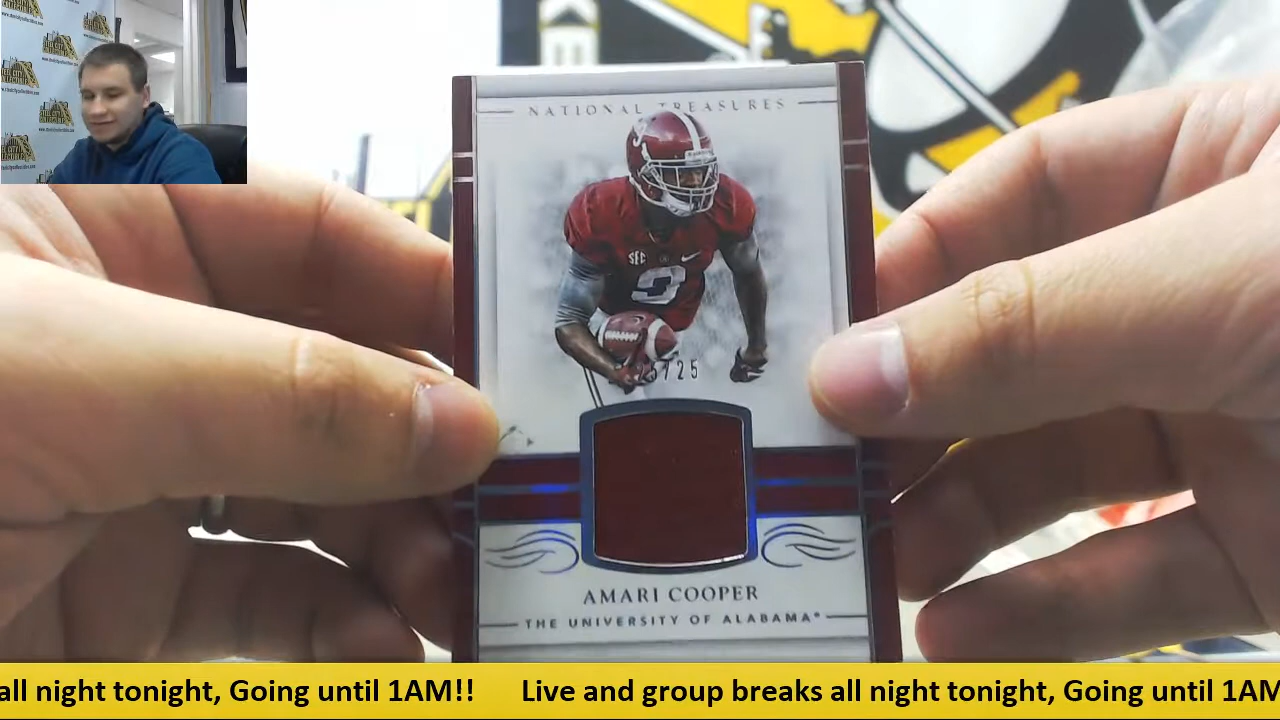 NATIONAL TREASURES
SEC
3
/25
AMARI COOPER
THE UNIVERSITY OF ALABAMA®
all night tonight, Going until 1AM!! Live and group breaks all night tonight, Going until 1AM